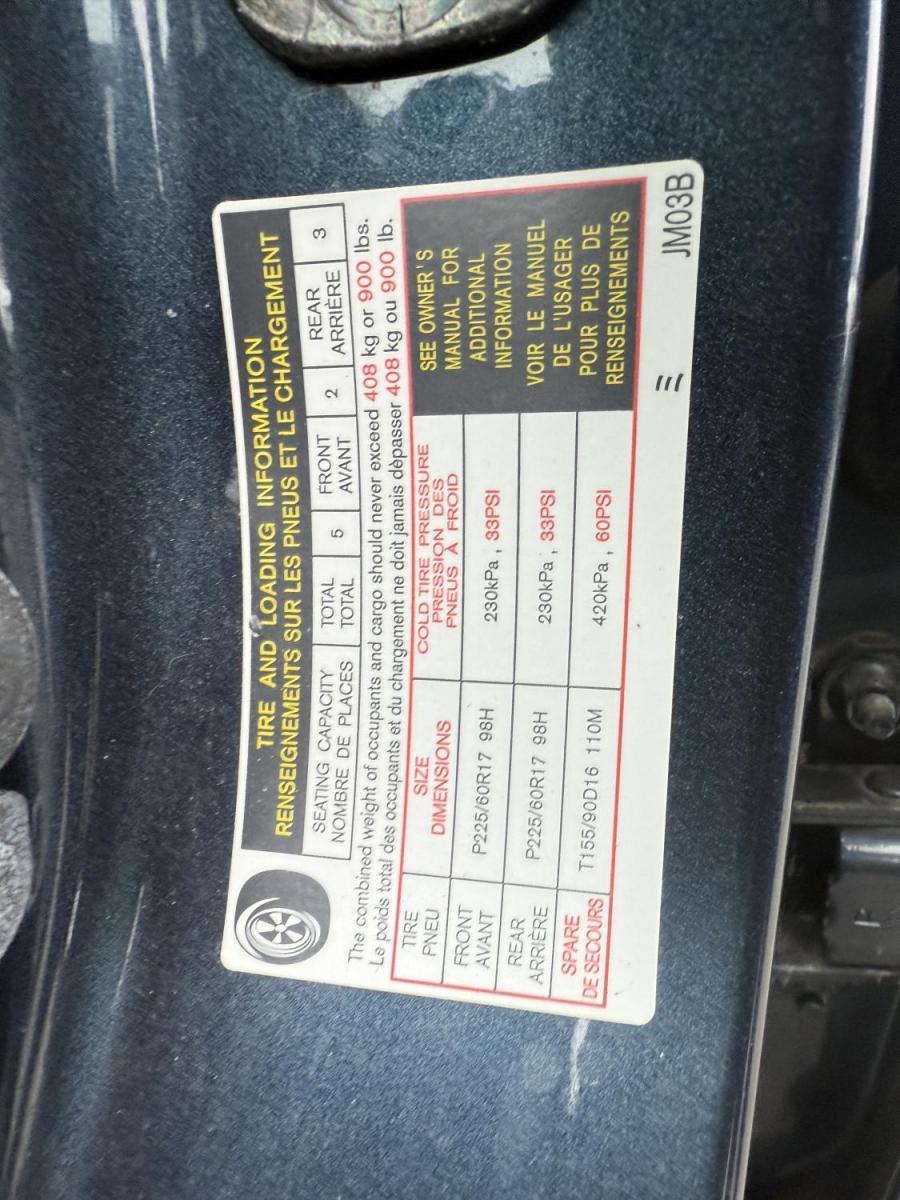 TIRE AND LOADING INFORMATION
RENSEIGNEMENTS SUR LES PNEUS ET LE CHARGEMENT
SEATING CAPACITY TOTAL 5 FRONT 2 REAR 3
NOMBRE DE PLACES TOTAL AVANT ARRIÈRE
The combined weight of occupants and cargo should never exceed 408 kg or 900 lbs.
Le poids total des occupants et du chargement ne doit jamais dépasser 408 kg ou 900 lb.
TIRE
PNEU
SIZE
DIMENSIONS
COLD TIRE PRESSURE
PRESSION DES
PNEUS À FROID
FRONT
AVANT
P225/60R17 98H
230kPa, 33PSI
REAR
ARRIÈRE
P225/60R17 98H
230kPa, 33PSI
SPARE
DE SECOURS
T155/90D16 110M
420kPa, 60PSI
SEE OWNER'S
MANUAL FOR
ADDITIONAL
INFORMATION
VOIR LE MANUEL
DE L'USAGER
POUR PLUS DE
RENSEIGNEMENTS
JM03B